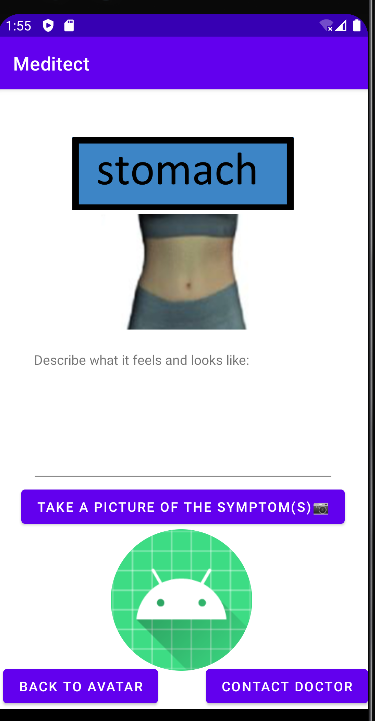 1:55
Meditect
stomach
Describe what it feels and looks like:
TAKE A PICTURE OF THE SYMPTOM(S)📷
BACK TO AVATAR
CONTACT DOCTOR